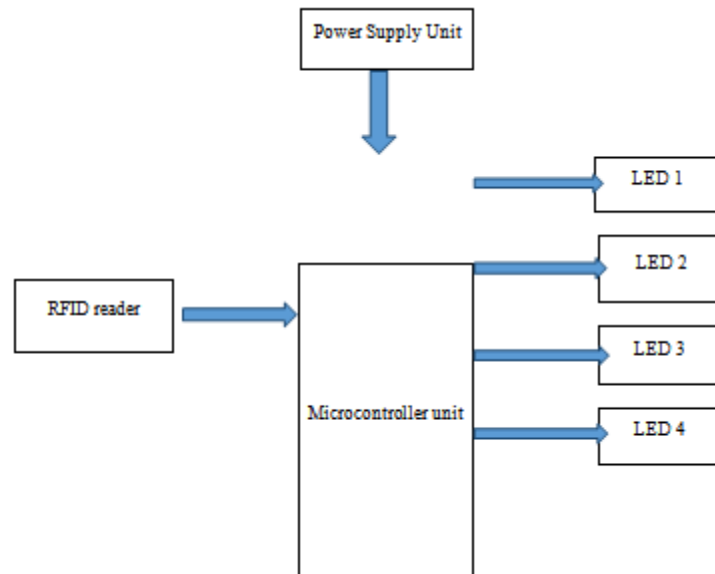 Power Supply Unit
LED 1
LED 2
RFID reader
LED 3
Microcontroller unit
LED 4